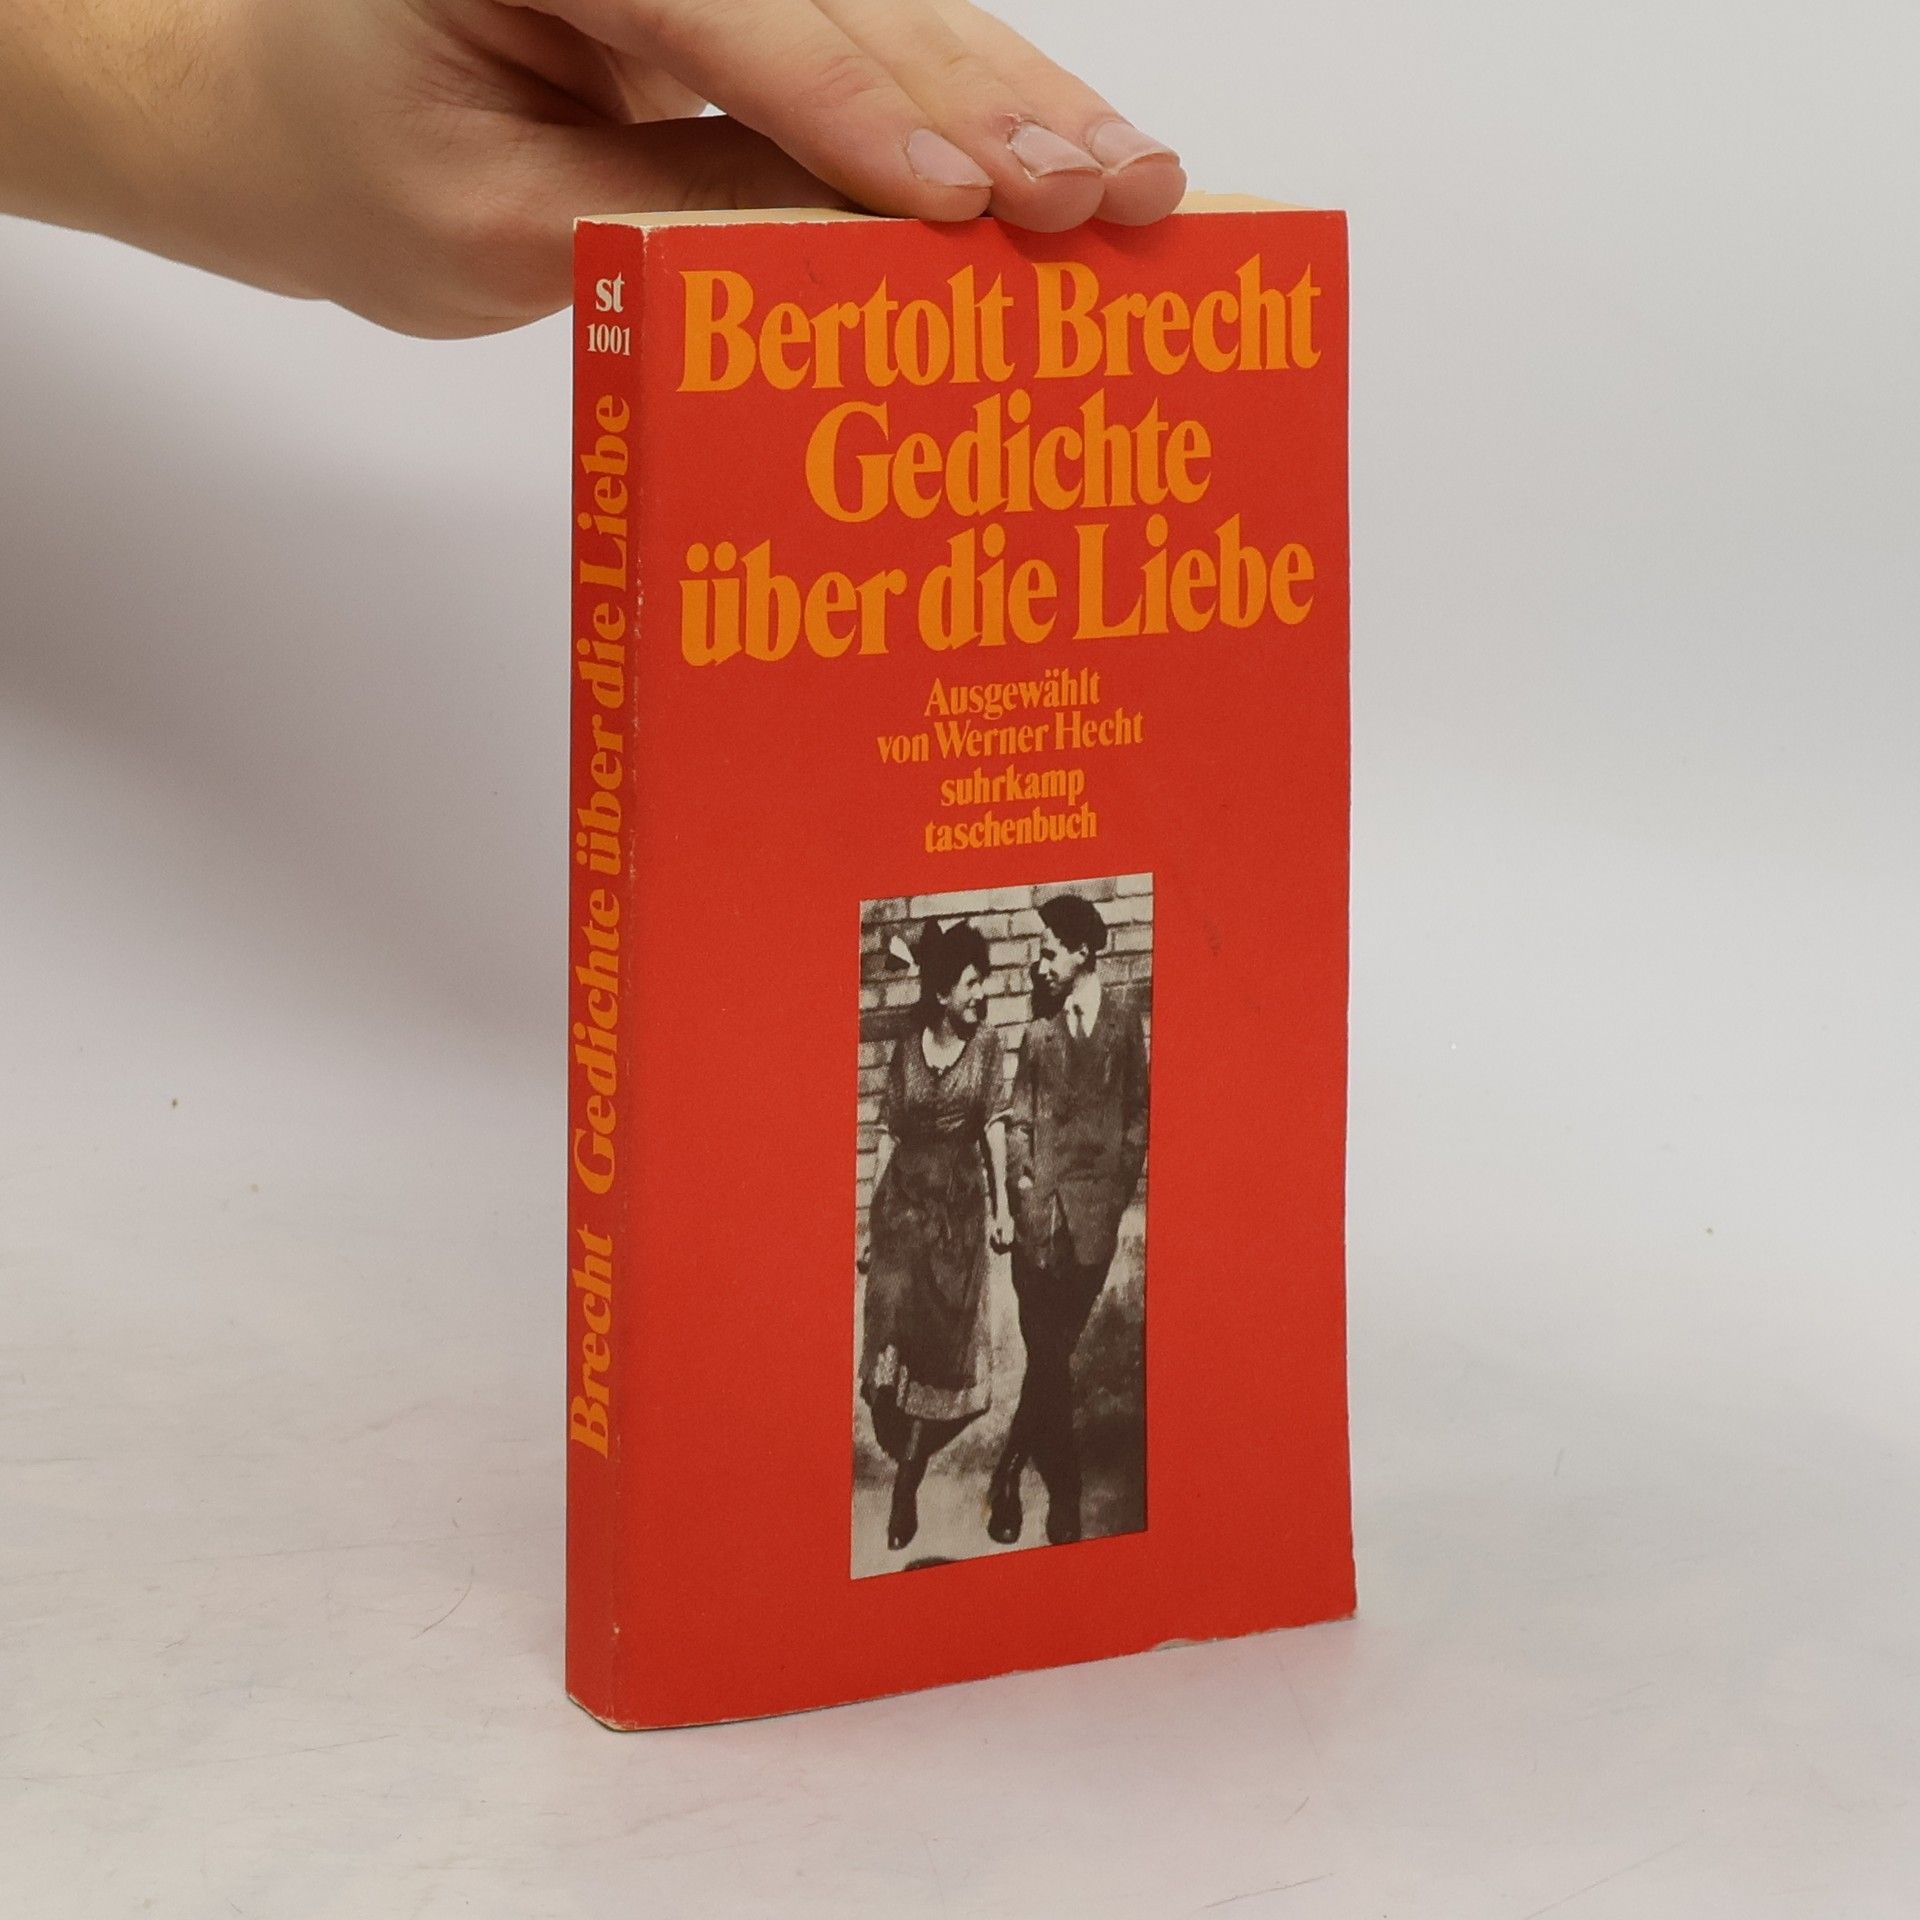 st
1001
Brecht Gedichte über die Liebe
Bertolt Brecht
Gedichte
über die Liebe
Ausgewählt
von Werner Hecht
suhrkamp
taschenbuch